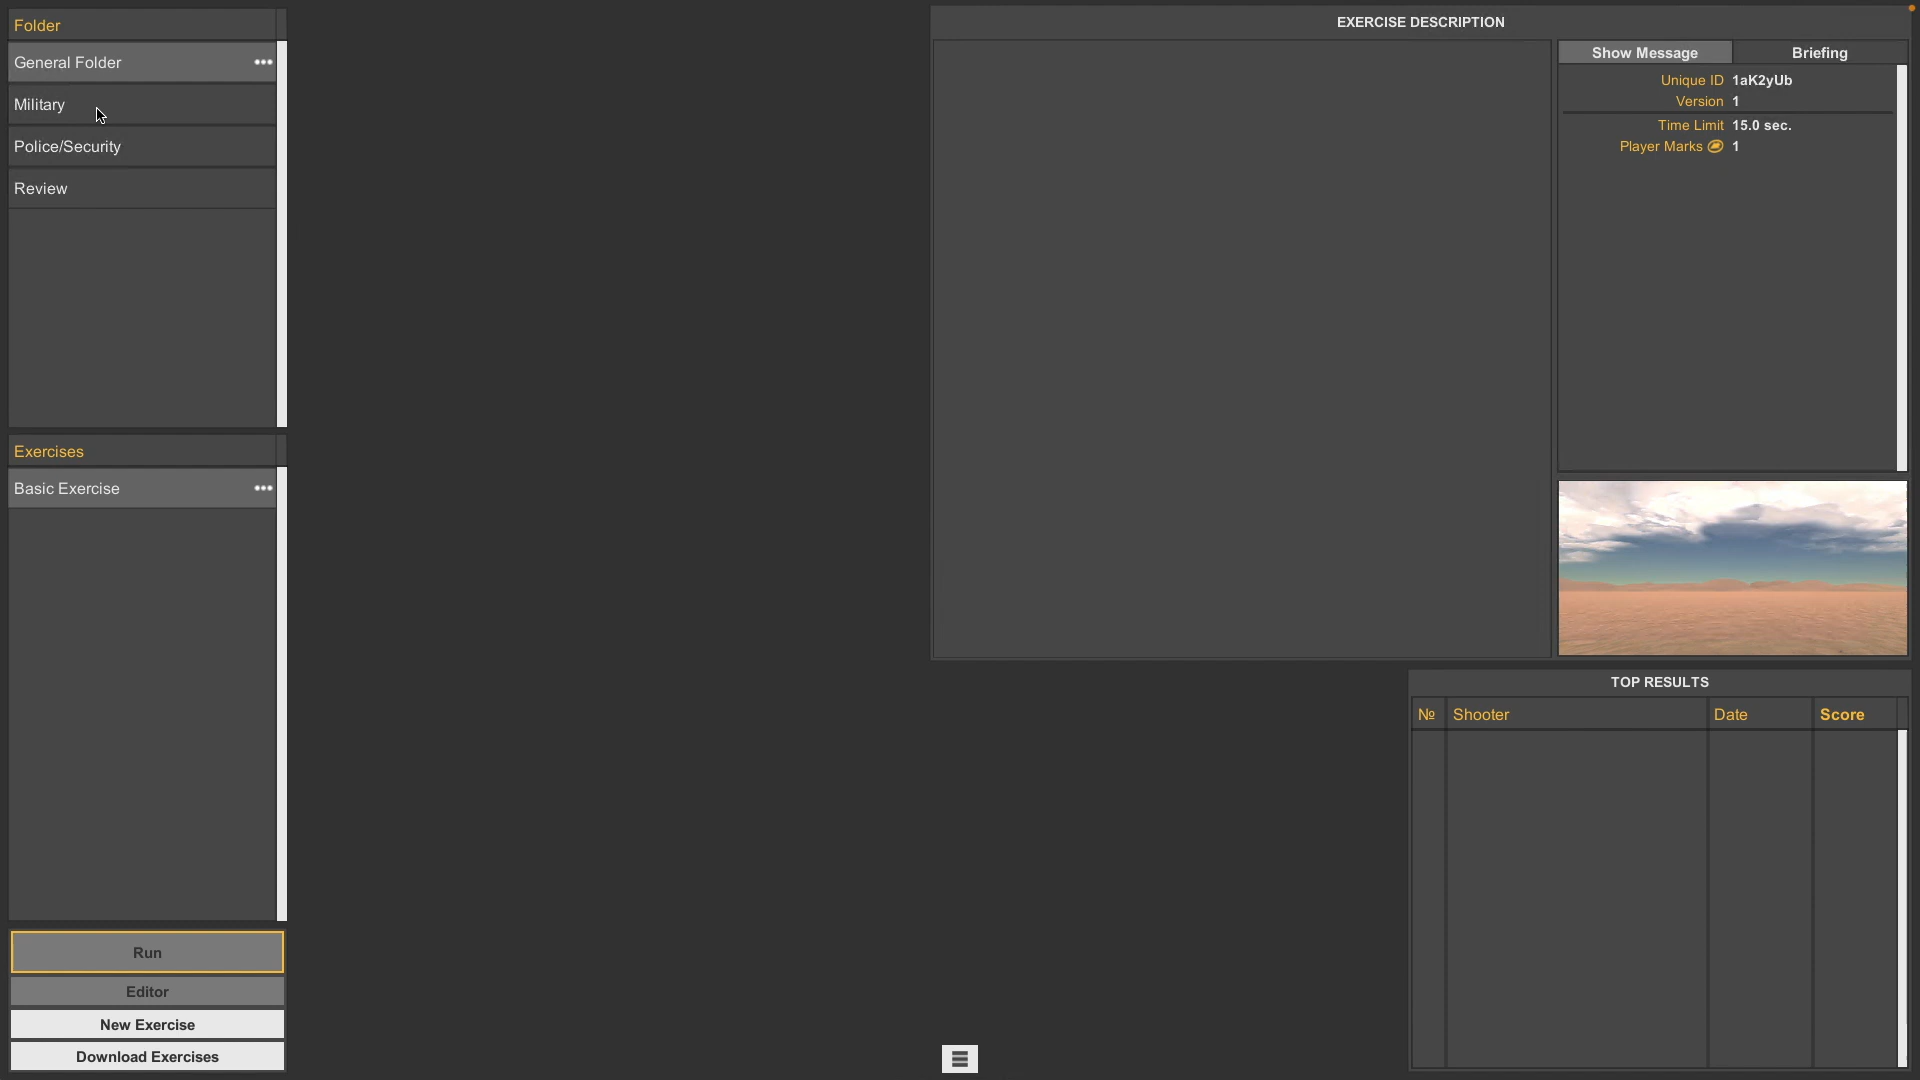 Folder
General Folder
Military
Police/Security
Review
Exercises
Basic Exercise
Run
Editor
New Exercise
Download Exercises
EXERCISE DESCRIPTION
Show Message Briefing
Unique ID 1aK2yUb
Version 1
Time Limit 15.0 sec.
Player Marks 1
TOP RESULTS
№ Shooter Date Score